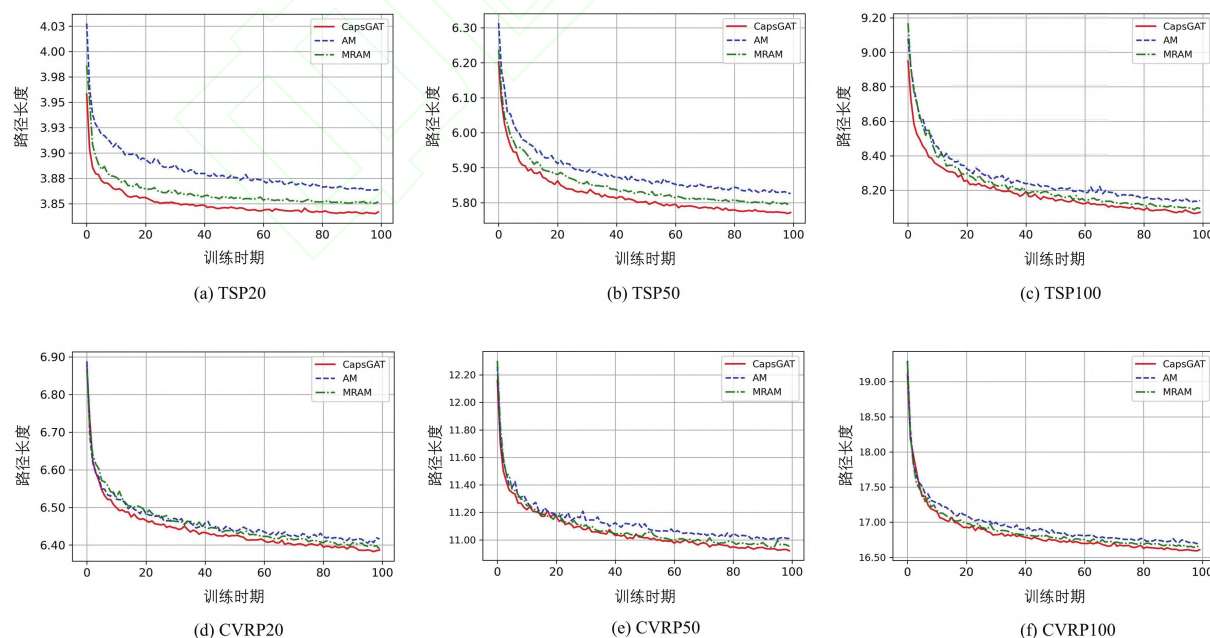 4.03
4.00
3.98
3.95
3.93
3.90
3.88
3.85
路径长度
CapsGAT
AM
MRAM
0 20 40 60 80 100
训练时期
(a) TSP20
6.30
6.20
6.10
6.00
5.90
5.80
路径长度
CapsGAT
AM
MRAM
0 20 40 60 80 100
训练时期
(b) TSP50
9.20
9.00
8.80
8.60
8.40
8.20
路径长度
CapsGAT
AM
MRAM
0 20 40 60 80 100
训练时期
(c) TSP100
6.90
6.80
6.70
6.60
6.50
6.40
路径长度
CapsGAT
AM
MRAM
0 20 40 60 80 100
训练时期
(d) CVRP20
12.20
12.00
11.80
11.60
11.40
11.20
11.00
路径长度
CapsGAT
AM
MRAM
0 20 40 60 80 100
训练时期
(e) CVRP50
19.00
18.50
18.00
17.50
17.00
16.50
路径长度
CapsGAT
AM
MRAM
0 20 40 60 80 100
训练时期
(f) CVRP100